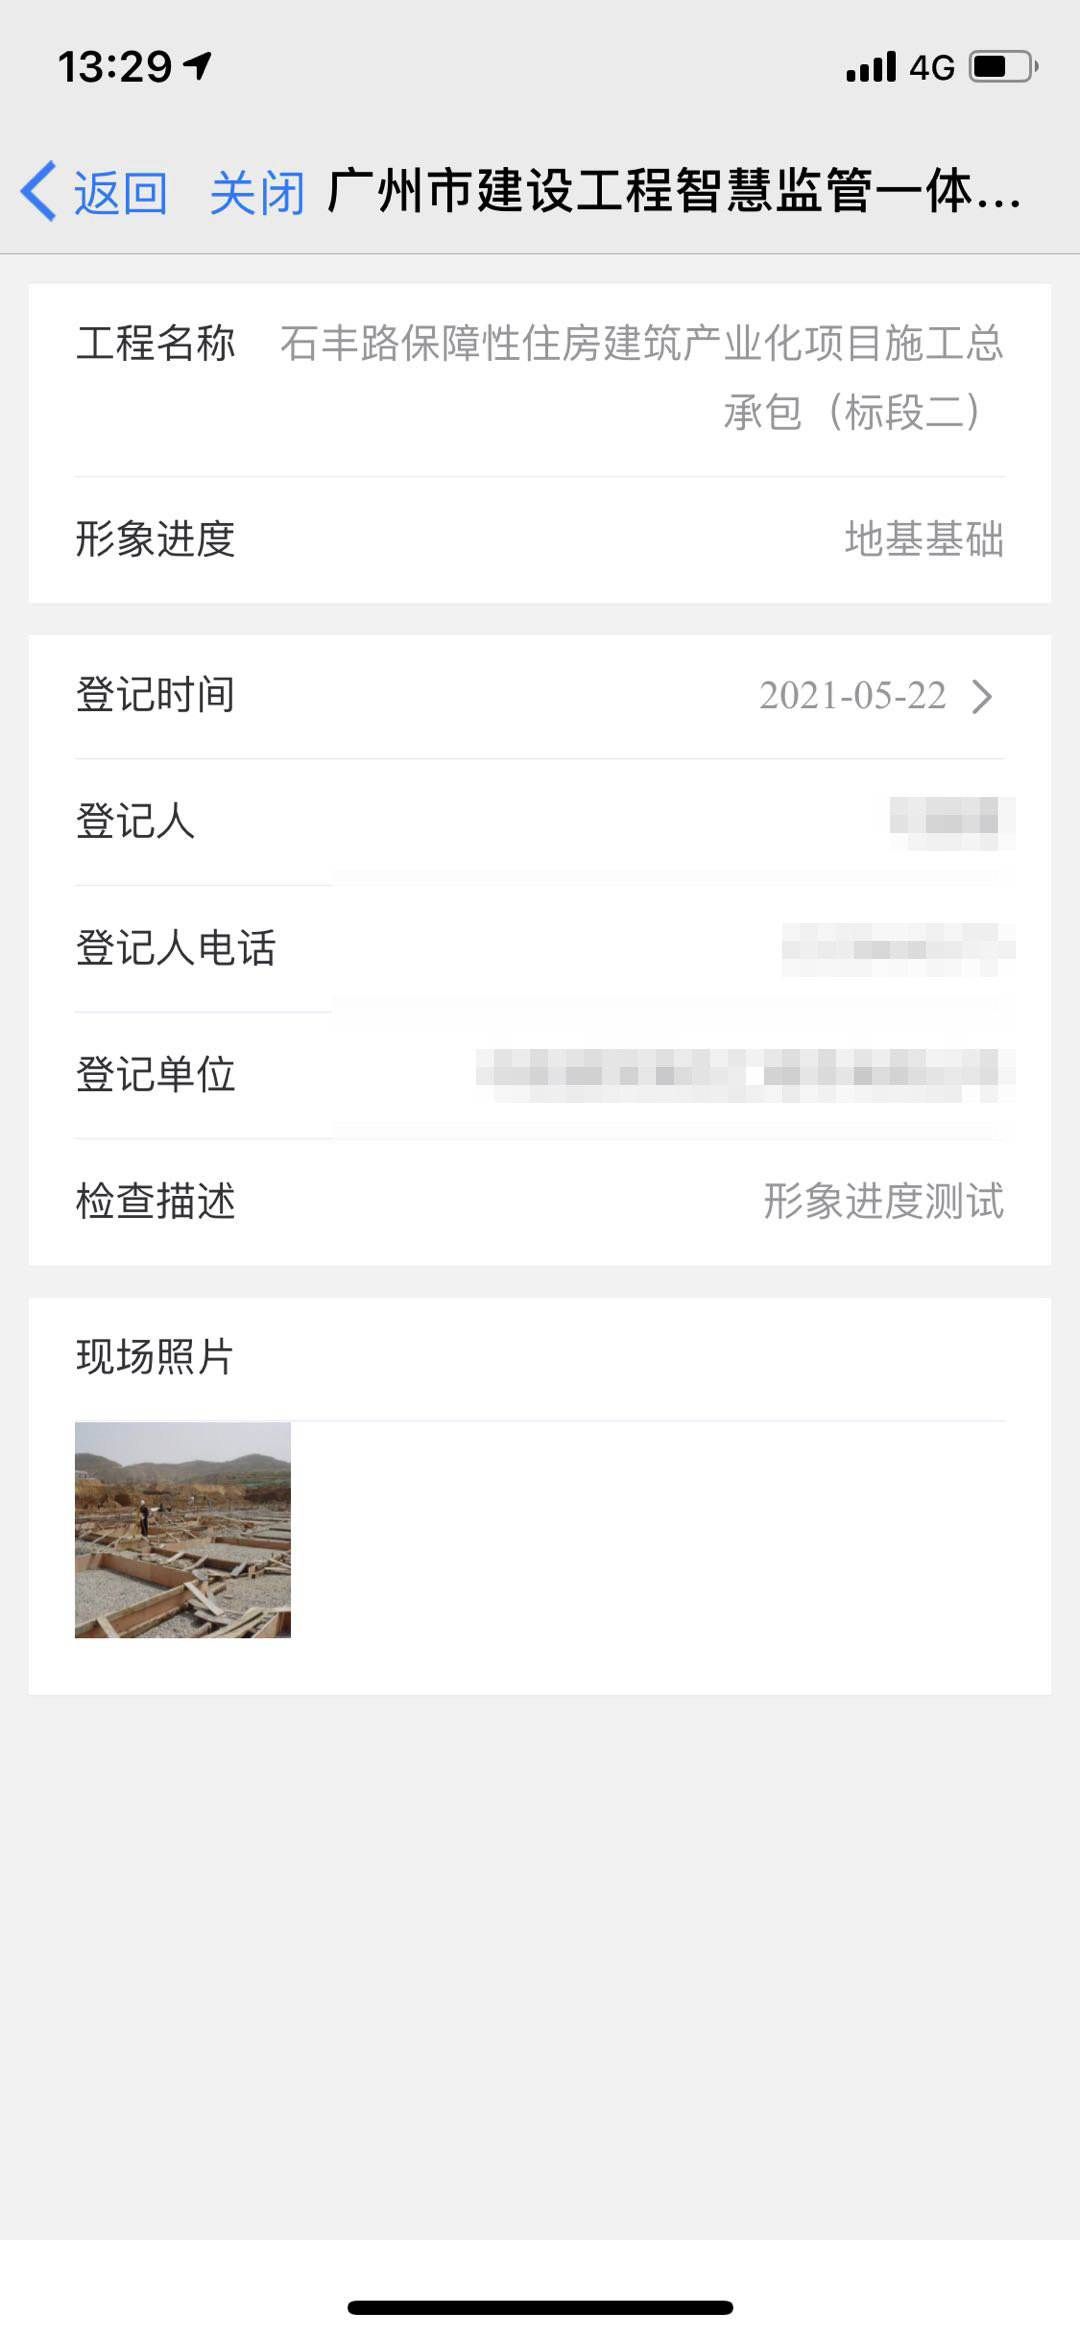 13:29
4G
返回 关闭 广州市建设工程智慧监管一体...
工程名称 石丰路保障性住房建筑产业化项目施工总
承包（标段二）
形象进度 地基基础
登记时间 2021-05-22
登记人
登记人电话
登记单位
检查描述 形象进度测试
现场照片